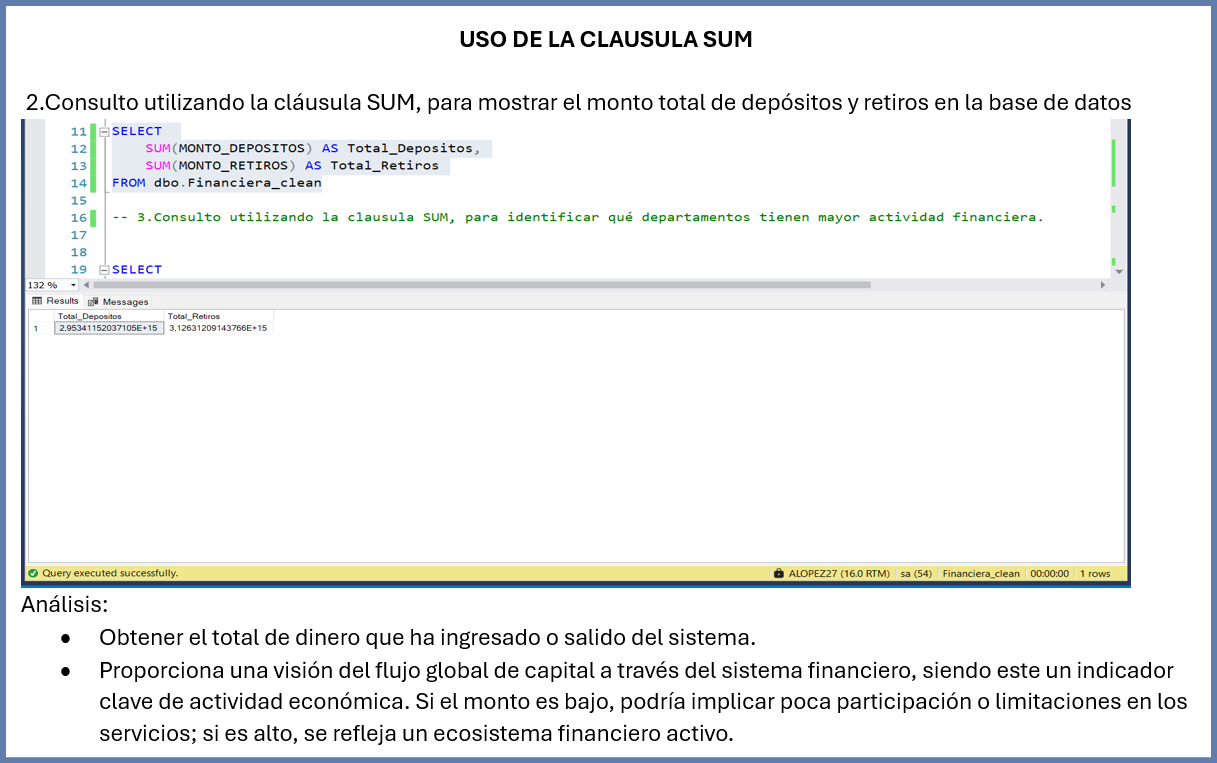 USO DE LA CLAUSULA SUM
2.Consulto utilizando la cláusula SUM, para mostrar el monto total de depósitos y retiros en la base de datos
11 SELECT
12 SUM(MONTO_DEPOSITOS) AS Total_Depositos,
13 SUM(MONTO_RETIROS) AS Total_Retiros
14 FROM dbo.Financiera_clean
15
16 -- 3.Consulto utilizando la clausula SUM, para identificar qué departamentos tienen mayor actividad financiera.
17
18
19 SELECT
132 %
Results Messages
Total_Depositos Total_Retiros
1 2,95341152037105E+15 3,12631209143766E+15
Query executed successfully. ALOPEZ27 (16.0 RTM) sa (54) Financiera_clean 00:00:00 1 rows
Análisis:
● Obtener el total de dinero que ha ingresado o salido del sistema.
● Proporciona una visión del flujo global de capital a través del sistema financiero, siendo este un indicador
clave de actividad económica. Si el monto es bajo, podría implicar poca participación o limitaciones en los
servicios; si es alto, se refleja un ecosistema financiero activo.